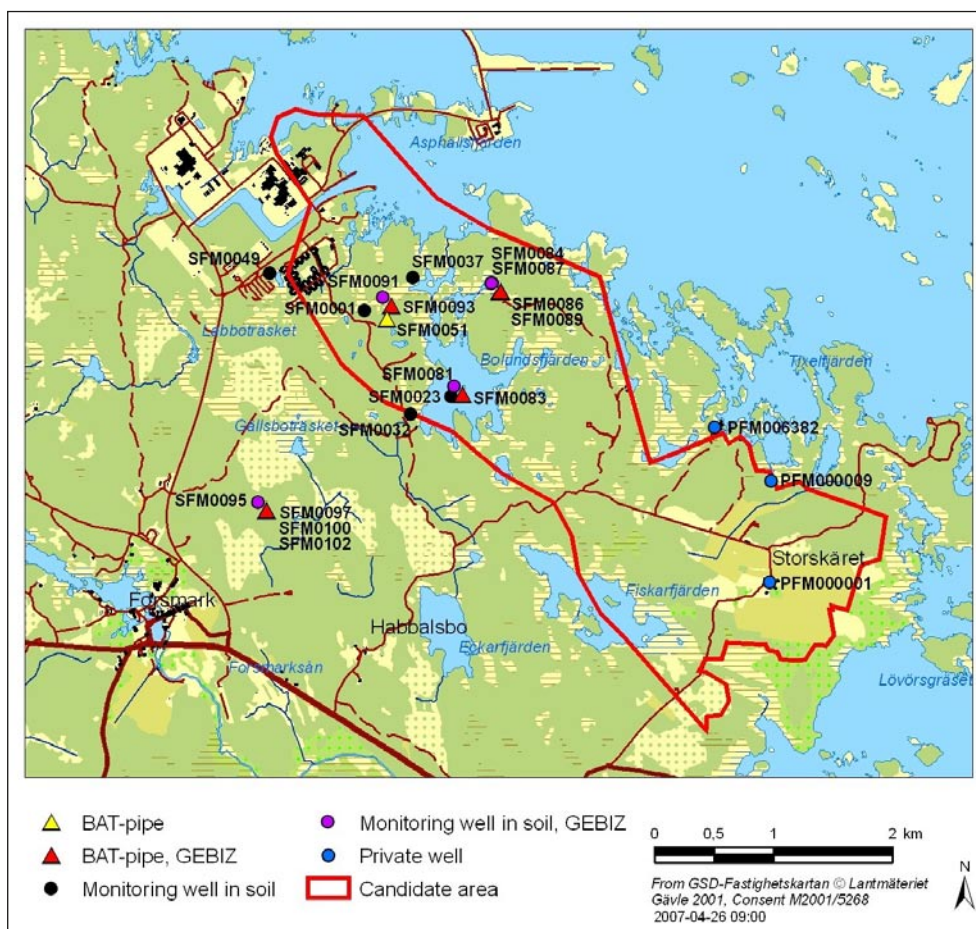 Asphällsfjärden
SFM0049
SFM0037
SFM0084
SFM0087
SFM0091
SFM0001
SFM0093
SFM0086
SFM0089
SFM0051
Labboträsket
Bolundsfjärden
Tixelfjärden
SFM0081
SFM0023
SFM0083
SFM0032
Gällsboträsket
PFM006382
PFM000009
SFM0095
SFM0097
SFM0100
SFM0102
Storskäret
PFM000001
Fiskarfjärden
Forsmark
Habbalsbo
Eckarfjärden
Forsmarksån
Lövörsgräset
BAT-pipe
BAT-pipe, GEBIZ
Monitoring well in soil
Monitoring well in soil, GEBIZ
Private well
Candidate area
0 0,5 1 2 km
From GSD-Fastighetskartan © Lantmäteriet
Gävle 2001, Consent M2001/5268
2007-04-26 09:00
N